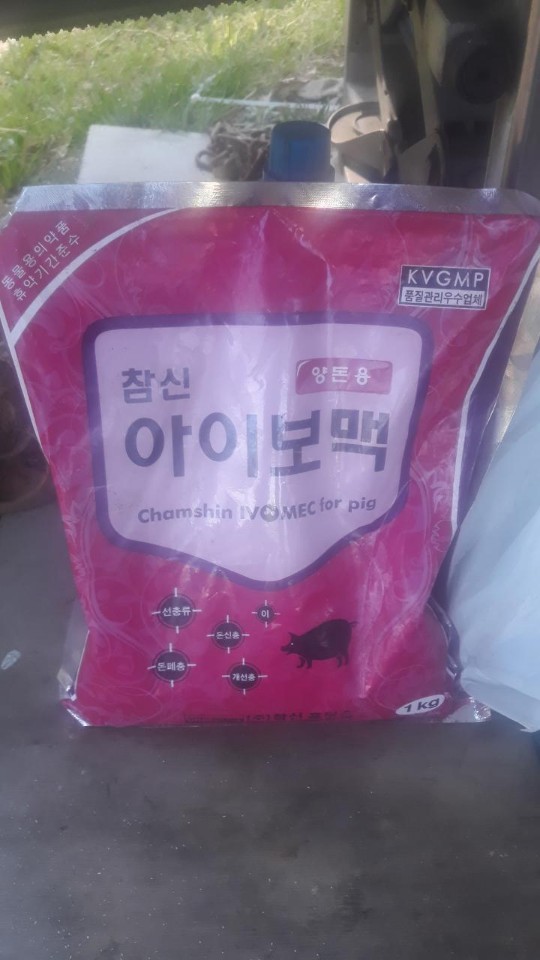 동물용의약품
휴약기간준수
KVGMP
품질관리우수업체
참신
양돈용
아이보맥
Chamshin IVOMEC for pig
선충류
이
돈신충
돈폐충
개선충
1 kg